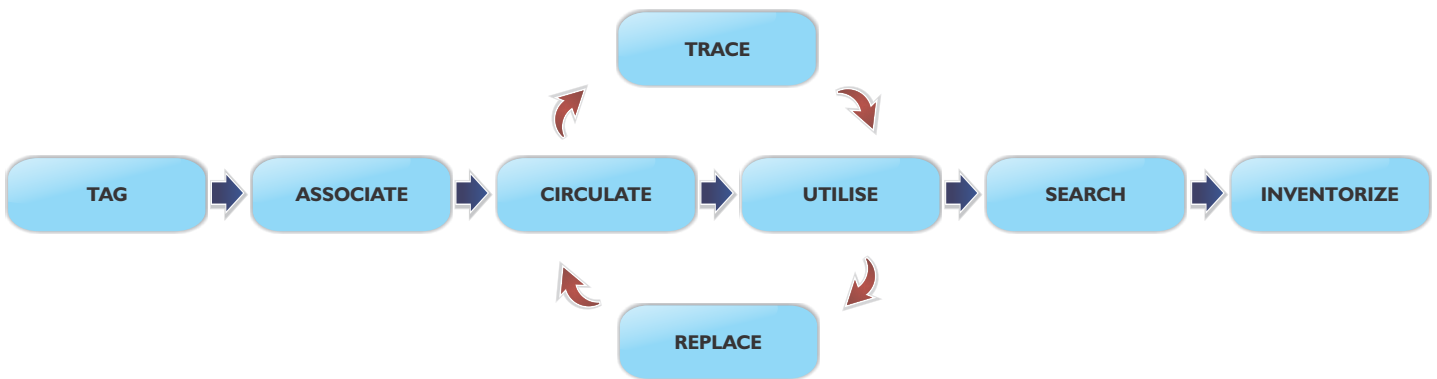 TRACE
TAG
ASSOCIATE
CIRCULATE
UTILISE
SEARCH
INVENTORIZE
REPLACE